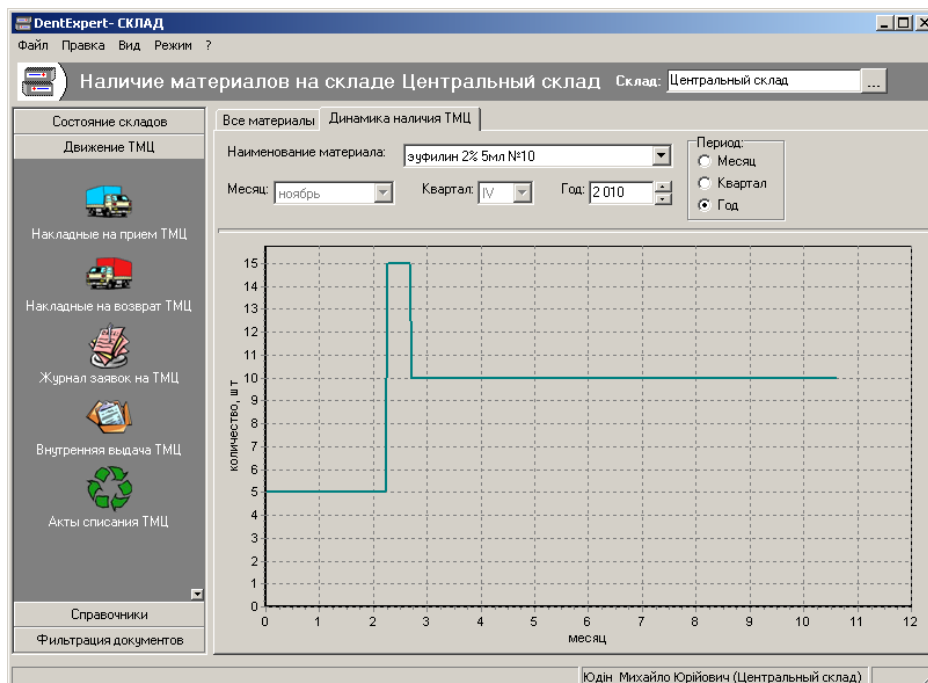 DentExpert- СКЛАД
Файл Правка Вид Режим ?
Наличие материалов на складе Центральный склад Склад: Центральный склад ...
Состояние складов
Движение ТМЦ
Накладные на прием ТМЦ
Накладные на возврат ТМЦ
Журнал заявок на ТМЦ
Внутренняя выдача ТМЦ
Акты списания ТМЦ
Справочники
Фильтрация документов
Все материалы Динамика наличия ТМЦ
Наименование материала: эуфилин 2% 5мл №10
Месяц: ноябрь Квартал: IV Год: 2 010
Период:
Месяц
Квартал
Год
количество, шт
15
14
13
12
11
10
9
8
7
6
5
4
3
2
1
0
0 1 2 3 4 5 6 7 8 9 10 11 12
месяц
Юдін Михайло Юрійович (Центральный склад)